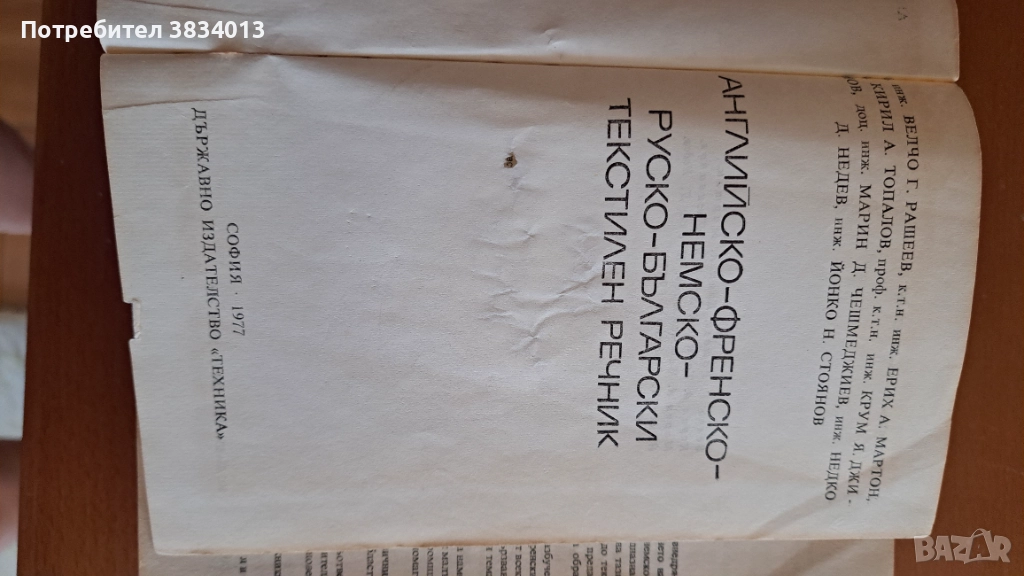 Потребител 3834013
инж. ВЕЛЧО Г. РАШЕЕВ, к.т.н. инж. ЕРИХ А. МАРТОН,
КИРИЛ А. ТОПАЛОВ, проф. к.т.н. инж. КРУМ Я. ДЖИ-
доц. инж. МАРИН Д. ЧЕШМЕДЖИЕВ, инж. НЕДКО
Д. НЕДЕВ, инж. ЙОНКО Н. СТОЯНОВ
АНГЛИЙСКО-ФРЕНСКО-
НЕМСКО-
РУСКО-БЪЛГАРСКИ
ТЕКСТИЛЕН РЕЧНИК
СОФИЯ · 1977
ДЪРЖАВНО ИЗДАТЕЛСТВО «ТЕХНИКА»
BAZAR